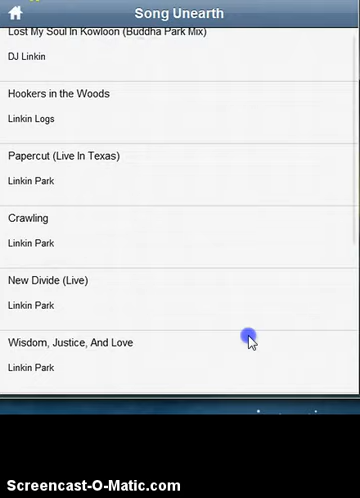 Song Unearth
Lost My Soul In Kowloon (Buddha Park Mix)
DJ Linkin
Hookers in the Woods
Linkin Logs
Papercut (Live In Texas)
Linkin Park
Crawling
Linkin Park
New Divide (Live)
Linkin Park
Wisdom, Justice, And Love
Linkin Park
Screencast-O-Matic.com